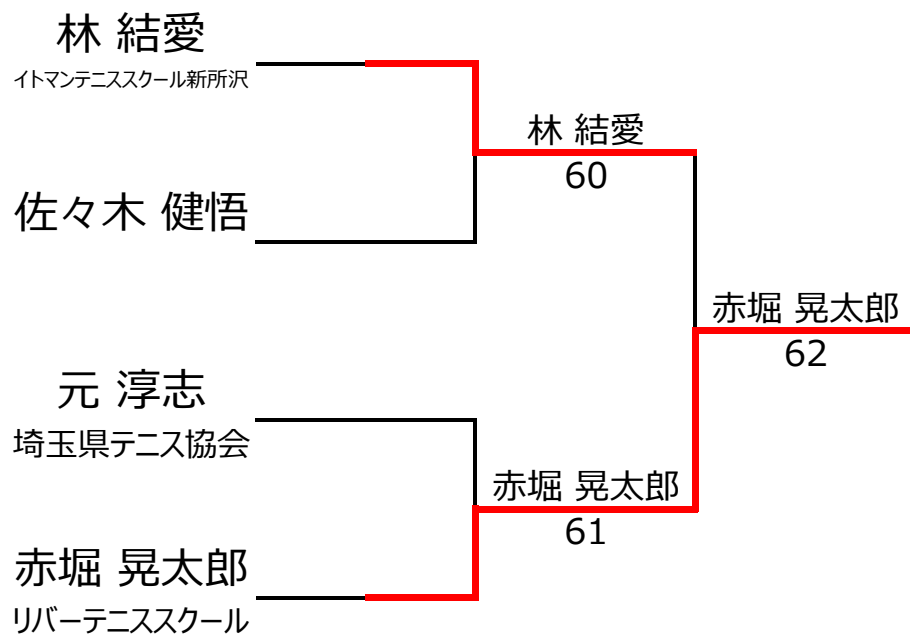 林 結愛
イトマンテニススクール新所沢
林 結愛
60
佐々木 健悟
赤堀 晃太郎
62
元 淳志
埼玉県テニス協会
赤堀 晃太郎
61
赤堀 晃太郎
リバーテニススクール